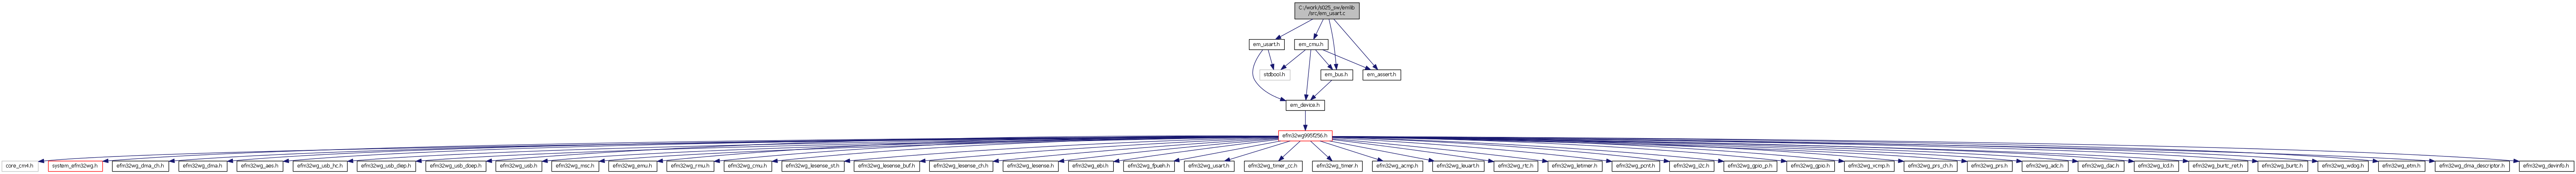 C:/work/s025_sw/emlib
/src/em_usart.c
em_usart.h
em_cmu.h
stdbool.h
em_bus.h
em_assert.h
em_device.h
efm32wg995f256.h
core_cm4.h
system_efm32wg.h
efm32wg_dma_ch.h
efm32wg_dma.h
efm32wg_aes.h
efm32wg_usb_hc.h
efm32wg_usb_diep.h
efm32wg_usb_doep.h
efm32wg_usb.h
efm32wg_msc.h
efm32wg_emu.h
efm32wg_rmu.h
efm32wg_cmu.h
efm32wg_lesense_st.h
efm32wg_lesense_buf.h
efm32wg_lesense_ch.h
efm32wg_lesense.h
efm32wg_ebi.h
efm32wg_fpueh.h
efm32wg_usart.h
efm32wg_timer_cc.h
efm32wg_timer.h
efm32wg_acmp.h
efm32wg_leuart.h
efm32wg_rtc.h
efm32wg_letimer.h
efm32wg_pcnt.h
efm32wg_i2c.h
efm32wg_gpio_p.h
efm32wg_gpio.h
efm32wg_vcmp.h
efm32wg_prs_ch.h
efm32wg_prs.h
efm32wg_adc.h
efm32wg_dac.h
efm32wg_lcd.h
efm32wg_burtc_ret.h
efm32wg_burtc.h
efm32wg_wdog.h
efm32wg_etm.h
efm32wg_dma_descriptor.h
efm32wg_devinfo.h